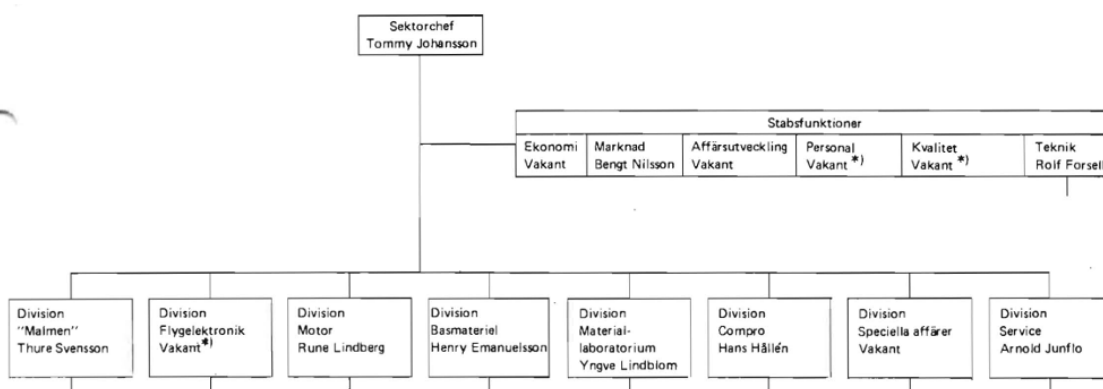 Sektorchef
Tommy Johansson
Stabsfunktioner
Ekonomi
Vakant
Marknad
Bengt Nilsson
Affärsutveckling
Vakant
Personal
Vakant *)
Kvalitet
Vakant *)
Teknik
Rolf Forsell
Division
"Malmen"
Thure Svensson
Division
Flygelektronik
Vakant *)
Division
Motor
Rune Lindberg
Division
Basmateriel
Henry Emanuelsson
Division
Material-
laboratorium
Yngve Lindblom
Division
Compro
Hans Hållén
Division
Speciella affärer
Vakant
Division
Service
Arnold Junflo